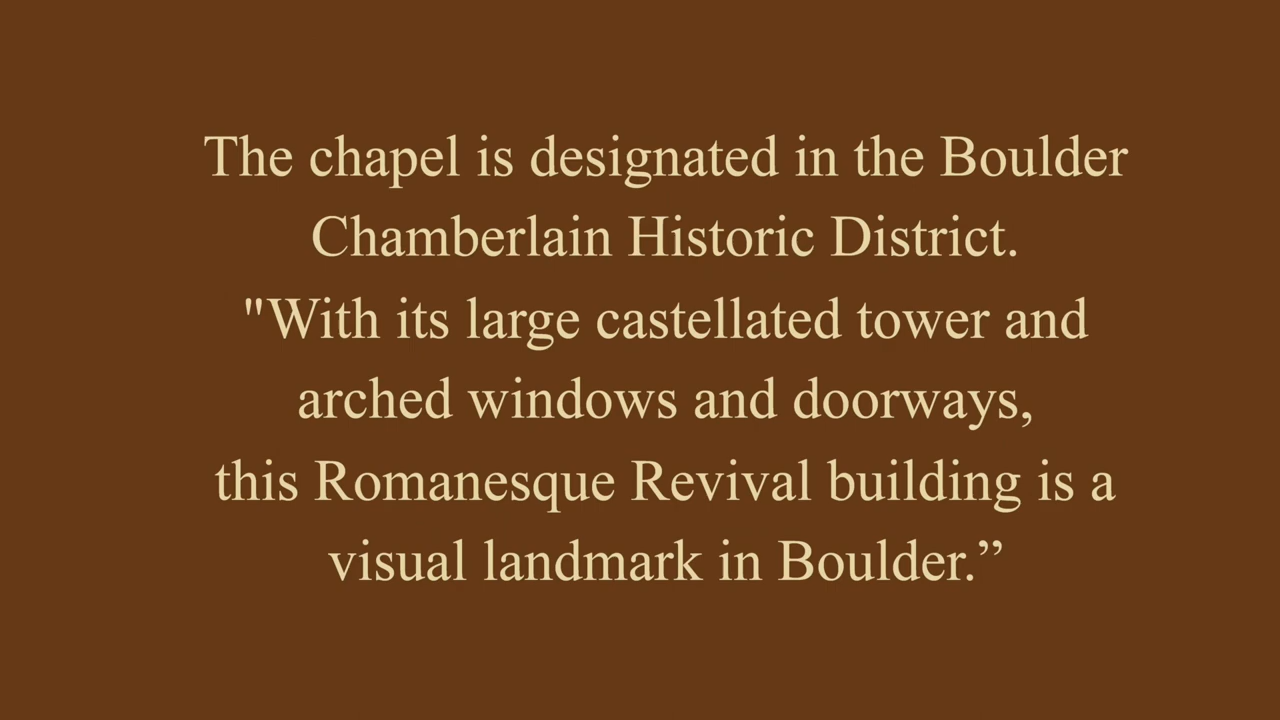 The chapel is designated in the Boulder
Chamberlain Historic District.
"With its large castellated tower and
arched windows and doorways,
this Romanesque Revival building is a
visual landmark in Boulder.”